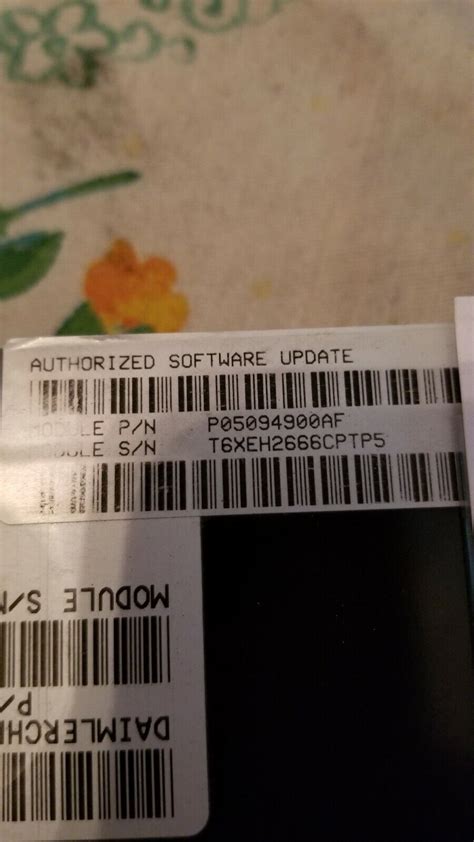 AUTHORIZED SOFTWARE UPDATE
MODULE P/N P05094900AF
MODULE S/N T6XEH2666CPTP5
MODULE S/N
P/
DAIMLERCH